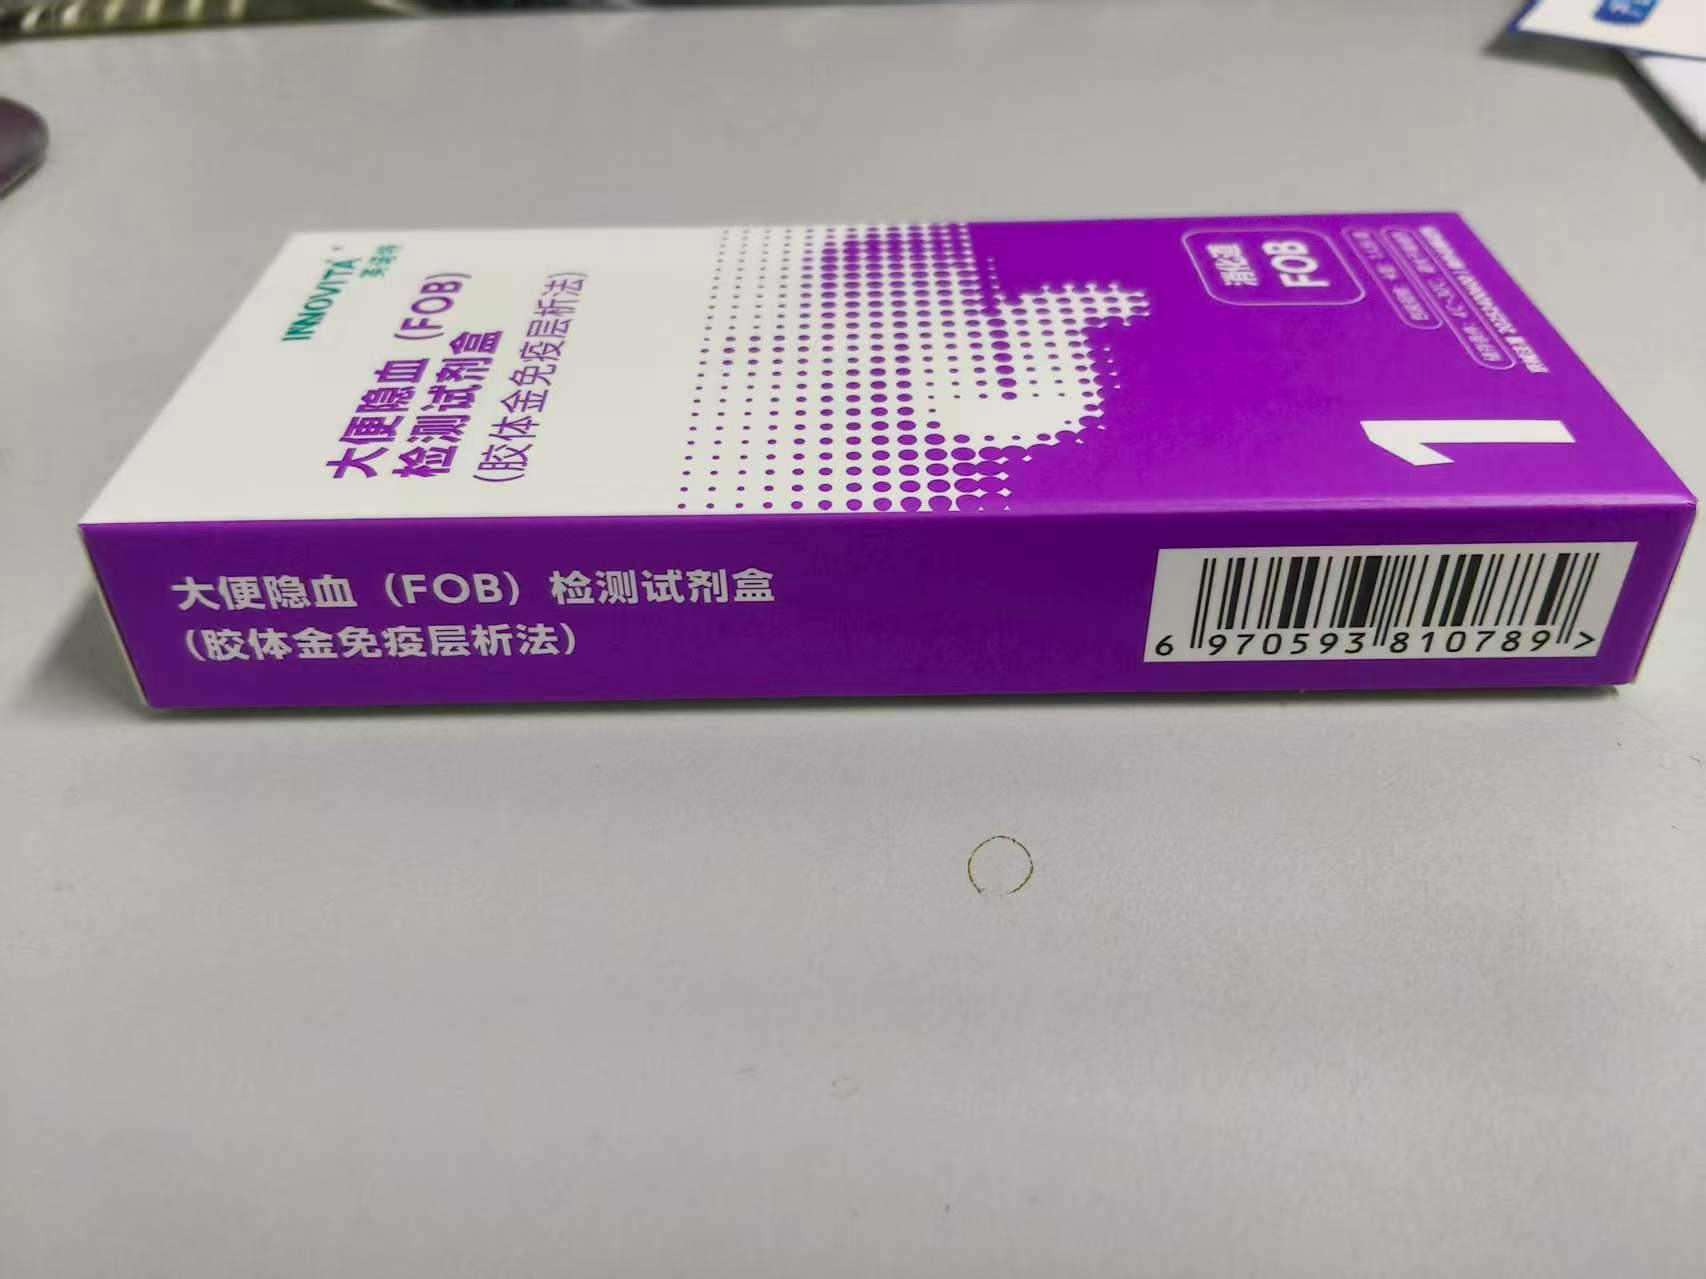 INNOVITA
英诺特
大便隐血（FOB）
检测试剂盒
（胶体金免疫层析法）
消化道
FOB
1
大便隐血（FOB）检测试剂盒
（胶体金免疫层析法）
6 970593 810789 >